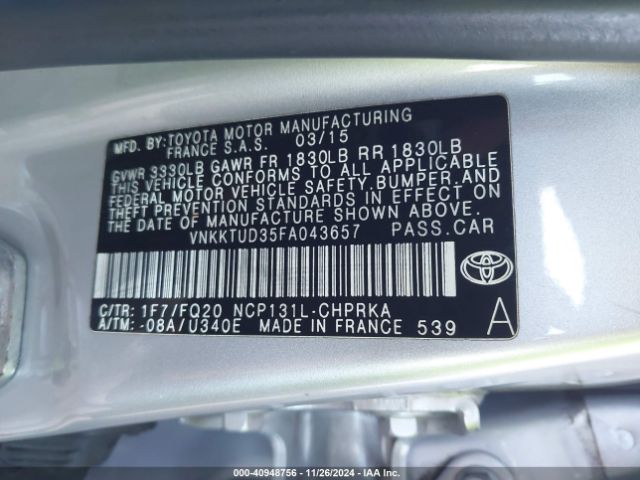 MFD. BY: TOYOTA MOTOR MANUFACTURING
FRANCE S.A.S. 03/15
GVWR 3330LB GAWR FR 1830LB RR 1830LB
THIS VEHICLE CONFORMS TO ALL APPLICABLE
FEDERAL MOTOR VEHICLE SAFETY, BUMPER, AND
THEFT PREVENTION STANDARDS IN EFFECT ON
THE DATE OF MANUFACTURE SHOWN ABOVE.
VNKKTUD35FA043657 PASS.CAR
C/TR: 1F7/FQ20 NCP131L-CHPRKA
A/TM: -08A/U340E MADE IN FRANCE 539
A
000-40948756 - 11/26/2024 - IAA Inc.